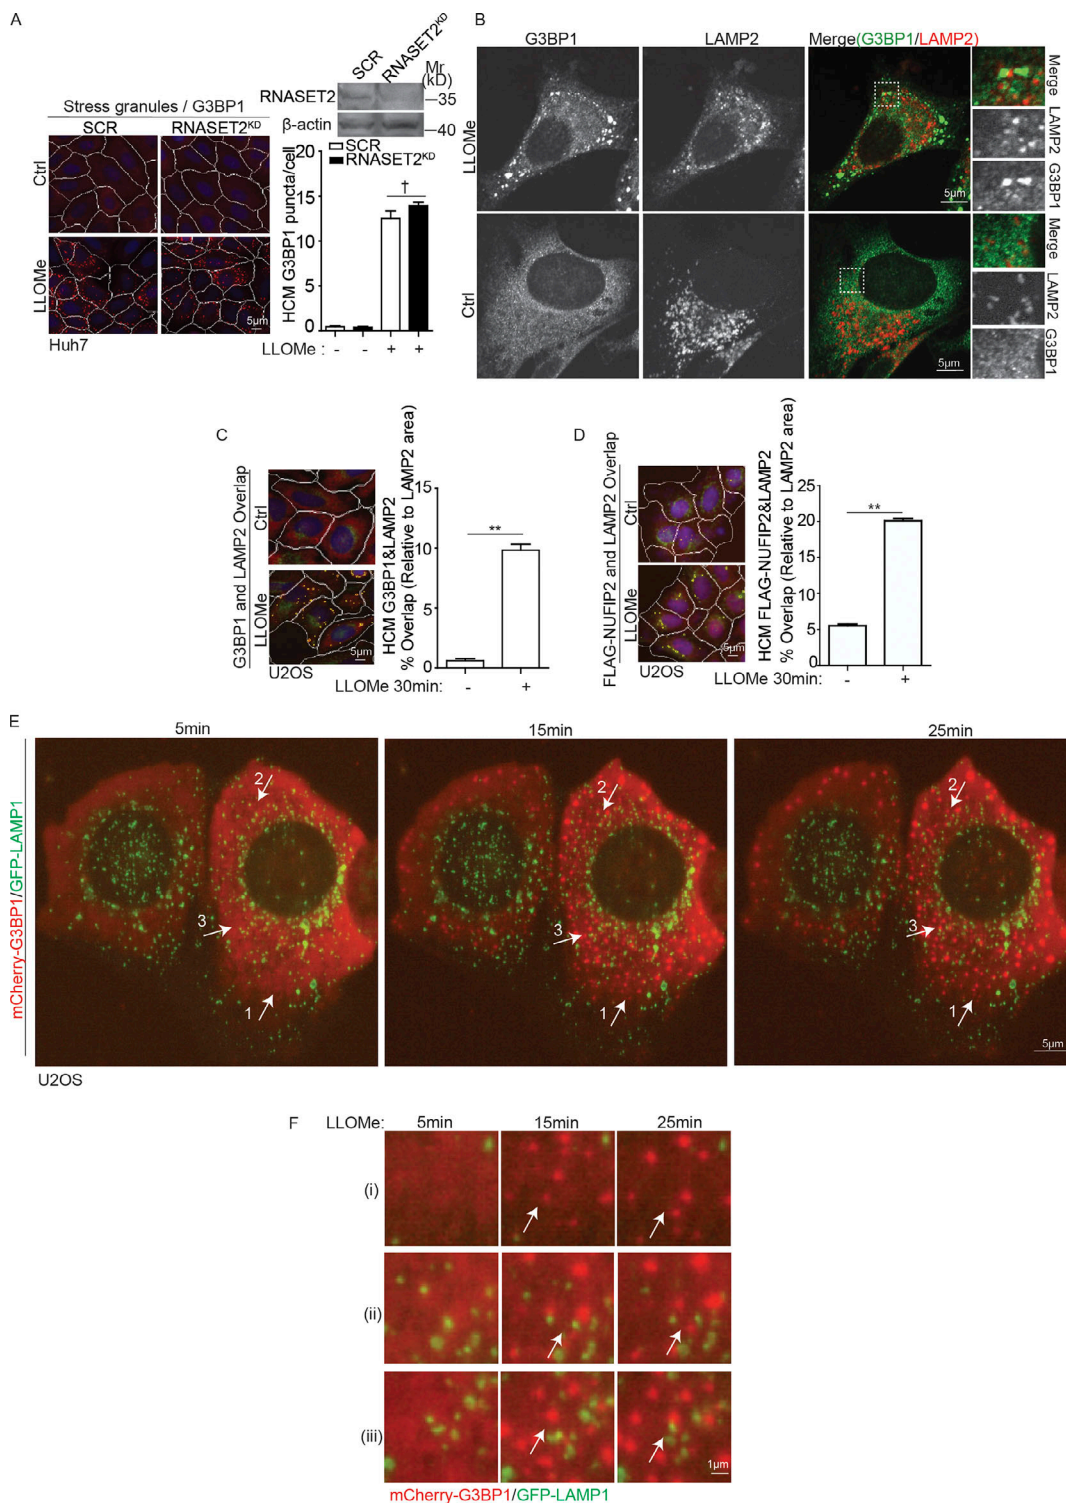 A
SCR
RNASET2KD
Mr
(kD)
RNASET2
35
β-actin
40
Stress granules / G3BP1
SCR
RNASET2KD
Ctrl
LLOMe
5µm
Huh7
SCR
RNASET2KD
HCM G3BP1 puncta/cell
20
15
10
5
0
†
LLOMe : - - + +
B
G3BP1
LAMP2
Merge(G3BP1/LAMP2)
LLOMe
Ctrl
5µm
5µm
Merge
LAMP2
G3BP1
Merge
LAMP2
G3BP1
C
G3BP1 and LAMP2 Overlap
Ctrl
LLOMe
5µm
U2OS
HCM G3BP1&LAMP2
% Overlap (Relative to LAMP2 area)
15
10
5
0
**
LLOMe 30min: - +
D
FLAG-NUFIP2 and LAMP2 Overlap
Ctrl
LLOMe
5µm
U2OS
HCM FLAG-NUFIP2&LAMP2
% Overlap (Relative to LAMP2 area)
25
20
15
10
5
0
**
LLOMe 30min: - +
E
5min
15min
25min
mCherry-G3BP1/GFP-LAMP1
2
3
1
2
3
1
2
3
1
5µm
U2OS
F
LLOMe: 5min 15min 25min
(i)
(ii)
(iii)
1µm
mCherry-G3BP1/GFP-LAMP1